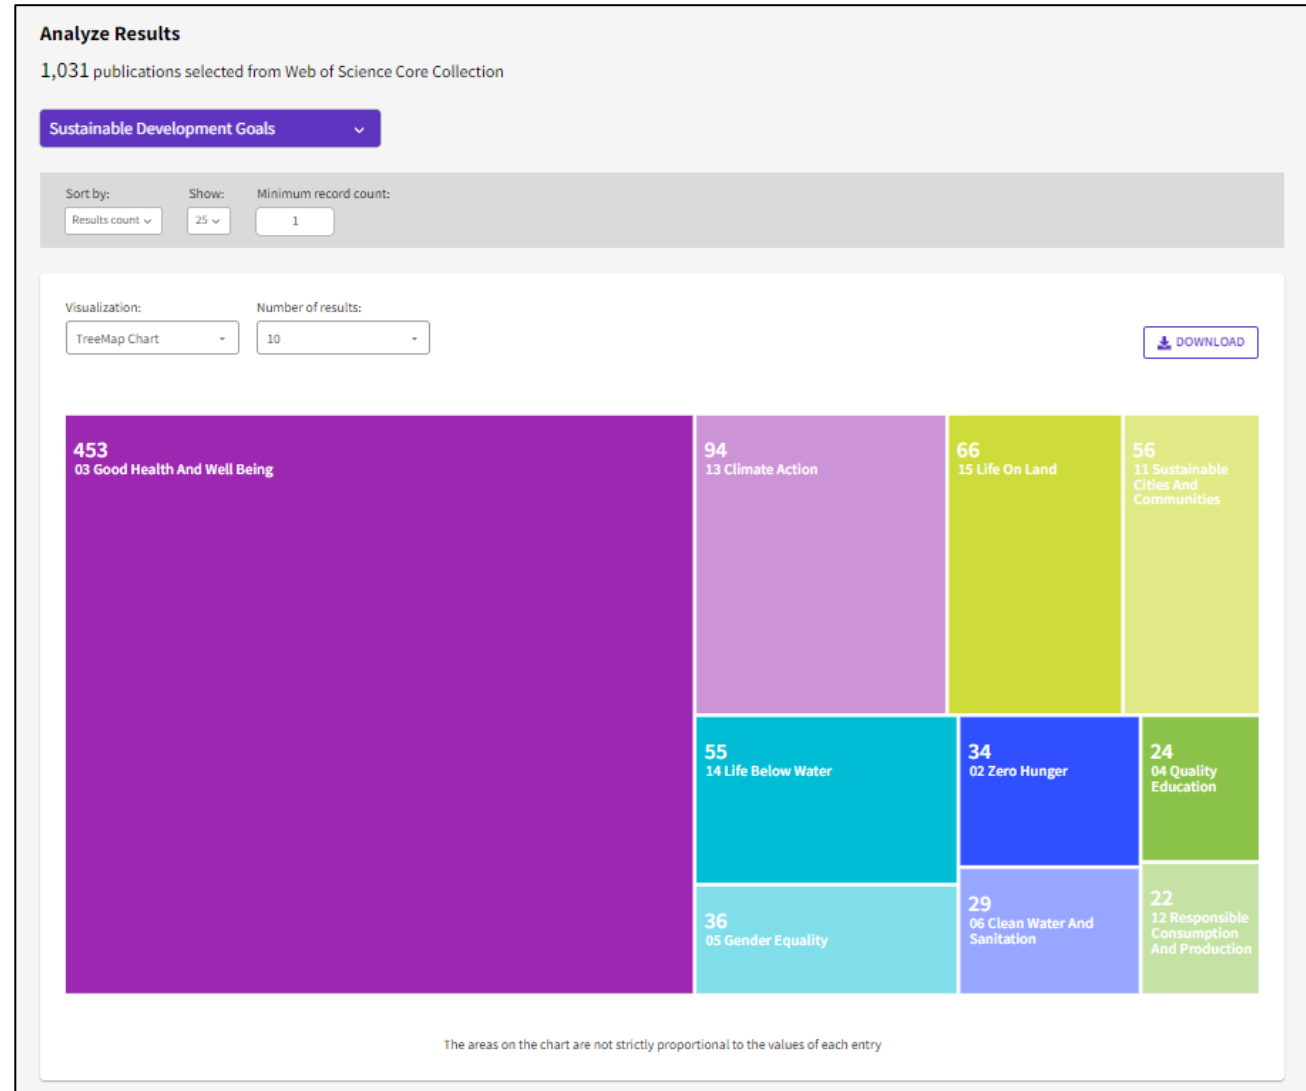 Analyze Results
1,031 publications selected from Web of Science Core Collection
Sustainable Development Goals
Sort by: Show: Minimum record count:
Results count 25 1
Visualization: Number of results:
TreeMap Chart 10
DOWNLOAD
453
03 Good Health And Well Being
94
13 Climate Action
66
15 Life On Land
56
11 Sustainable
Cities And
Communities
55
14 Life Below Water
34
02 Zero Hunger
24
04 Quality
Education
36
05 Gender Equality
29
06 Clean Water And
Sanitation
22
12 Responsible
Consumption
And Production
The areas on the chart are not strictly proportional to the values of each entry